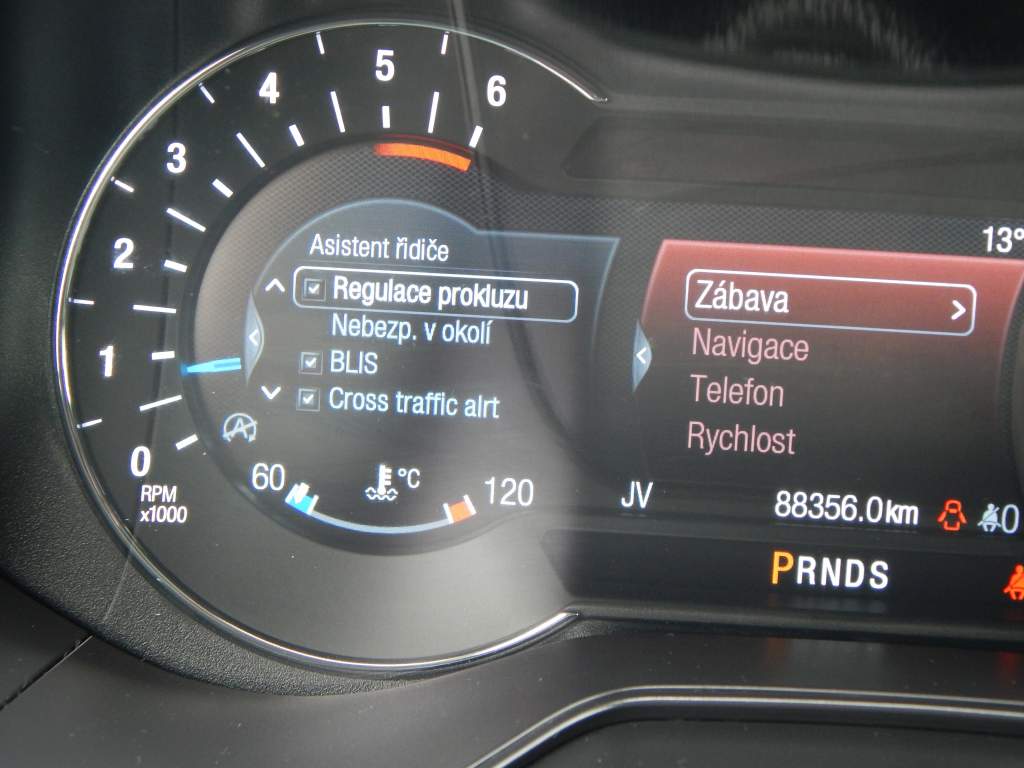 0
1
2
3
4
5
6
RPM
x1000
Asistent řidiče
Regulace prokluzu
Nebezp. v okolí
BLIS
Cross traffic alrt
60
°C
120
13°
Zábava
Navigace
Telefon
Rychlost
JV
88356.0km
0
PRNDS